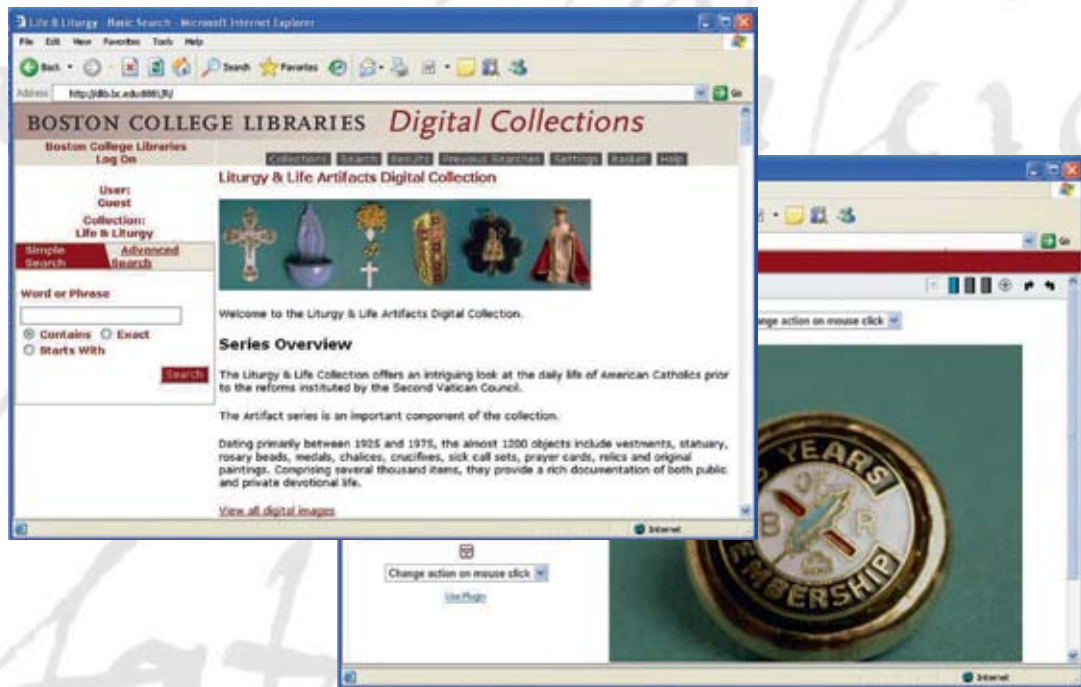 Life & Liturgy - Basic Search - Microsoft Internet Explorer
File Edit View Favorites Tools Help
Back Search Favorites
Address http://dlib.bc.edu:8881/R/ Go
BOSTON COLLEGE LIBRARIES Digital Collections
Boston College Libraries
Log On
Collections Search Results Previous Searches Settings Basket Help
User:
Guest
Collection:
Life & Liturgy
Simple Search
Advanced Search
Word or Phrase
Contains Exact
Starts With
Search
Liturgy & Life Artifacts Digital Collection
Welcome to the Liturgy & Life Artifacts Digital Collection.
Series Overview
The Liturgy & Life Collection offers an intriguing look at the daily life of American Catholics prior
to the reforms instituted by the Second Vatican Council.
The Artifact series is an important component of the collection.
Dating primarily between 1925 and 1975, the almost 1200 objects include vestments, statuary,
rosary beads, medals, chalices, crucifixes, sick call sets, prayer cards, relics and original
paintings. Comprising several thousand items, they provide a rich documentation of both public
and private devotional life.
View all digital images
Internet
ange action on mouse click
YEARS
OF
B R
EMBERSHIP
Change action on mouse click
Use Plugin
Internet